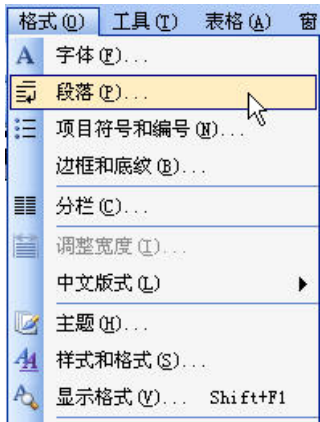 格式(O) 工具(T) 表格(A) 窗
字体(F)...
段落(P)...
项目符号和编号(N)...
边框和底纹(B)...
分栏(C)...
调整宽度(I)...
中文版式(L)
主题(H)...
样式和格式(S)...
显示格式(V)... Shift+F1